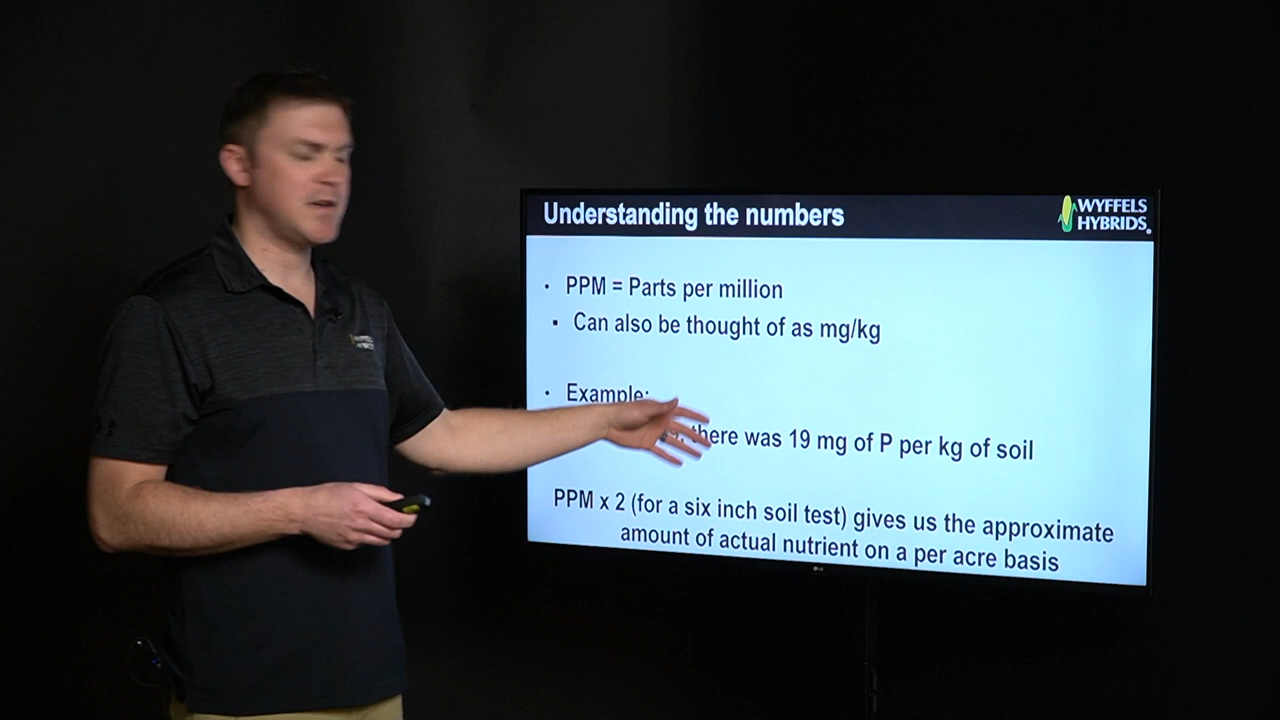 Understanding the numbers
WYFFELS
HYBRIDS
• PPM = Parts per million
▪ Can also be thought of as mg/kg
• Example:
there was 19 mg of P per kg of soil
PPM x 2 (for a six inch soil test) gives us the approximate
amount of actual nutrient on a per acre basis
WYFFELS
LG